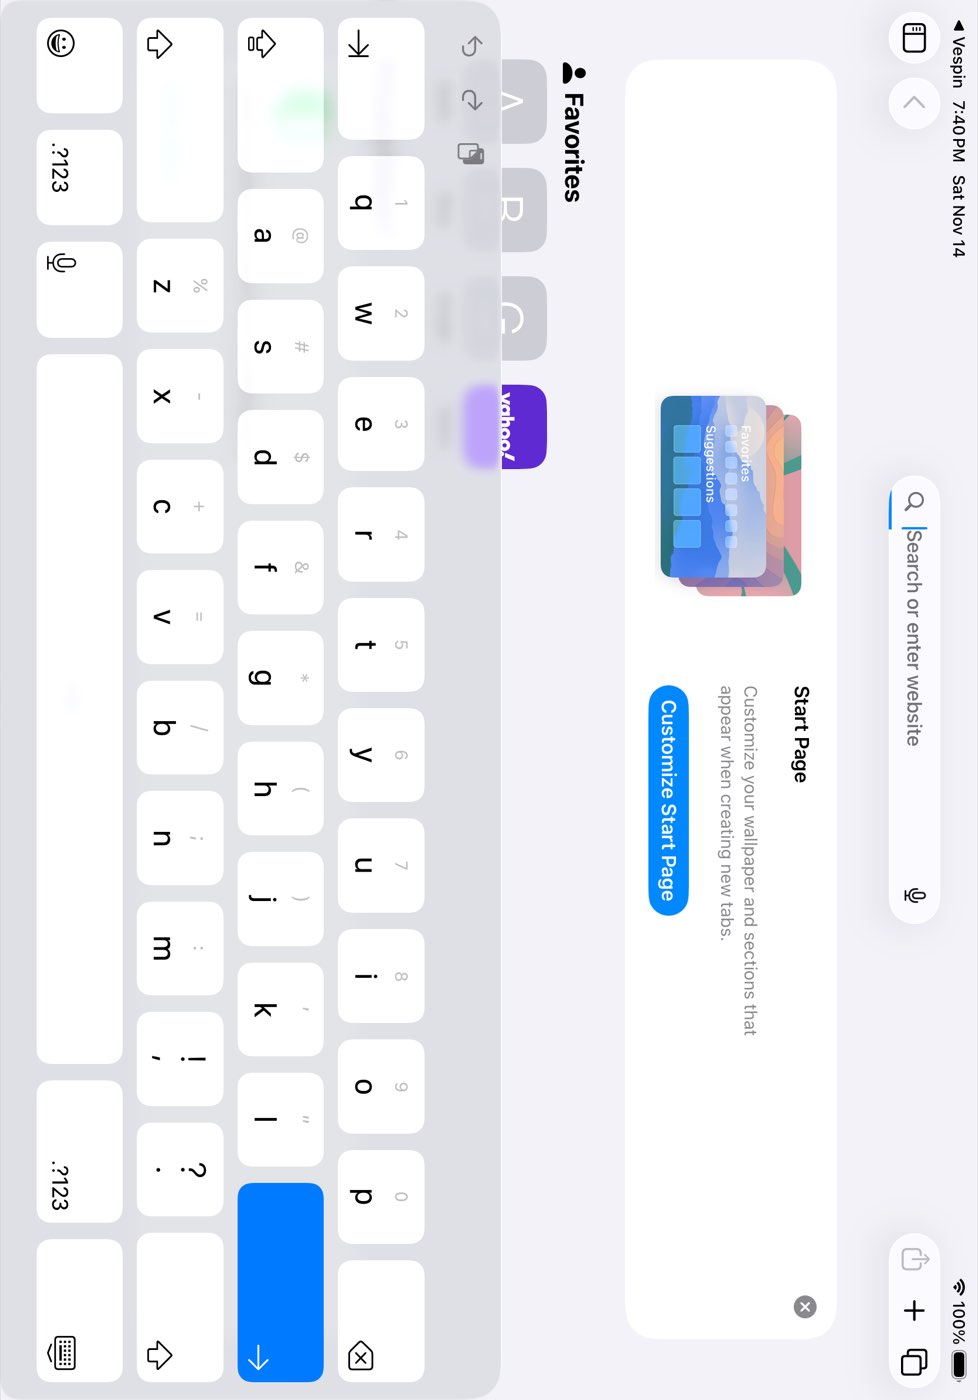 ◀ Vespin 7:40 PM Sat Nov 14
100%
Search or enter website
Start Page
Customize your wallpaper and sections that
appear when creating new tabs.
Customize Start Page
Favorites
Suggestions
Favorites
A B G yahoo!
1 2 3 4 5 6 7 8 9 0
q w e r t y u i o p
@ # $ & * ( ) ' "
a s d f g h j k l
% - + = / ; : ! ?
z x c v b n m , .
.?123 .?123